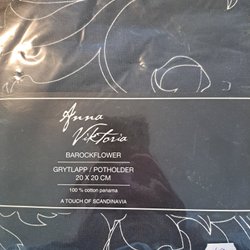 Anna
Viktoria
BAROCKFLOWER
GRYTLAPP / POTHOLDER
20 X 20 CM
100 % cotton panama
A TOUCH OF SCANDINAVIA